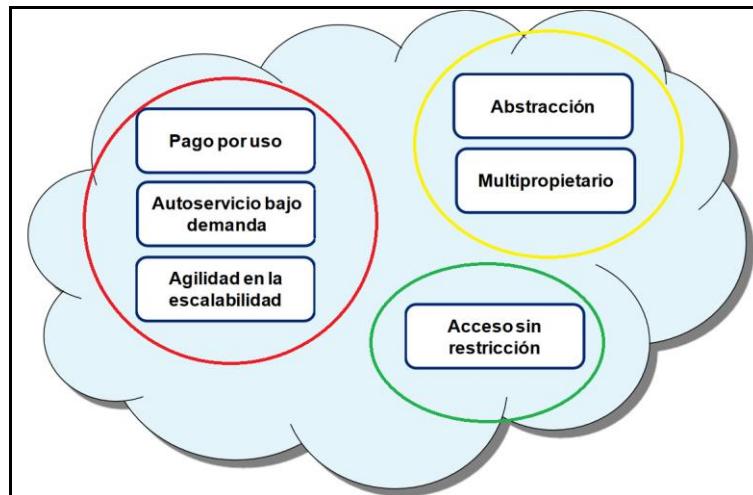 Pago por uso
Autoservicio bajo
demanda
Agilidad en la
escalabilidad
Abstracción
Multipropietario
Acceso sin
restricción